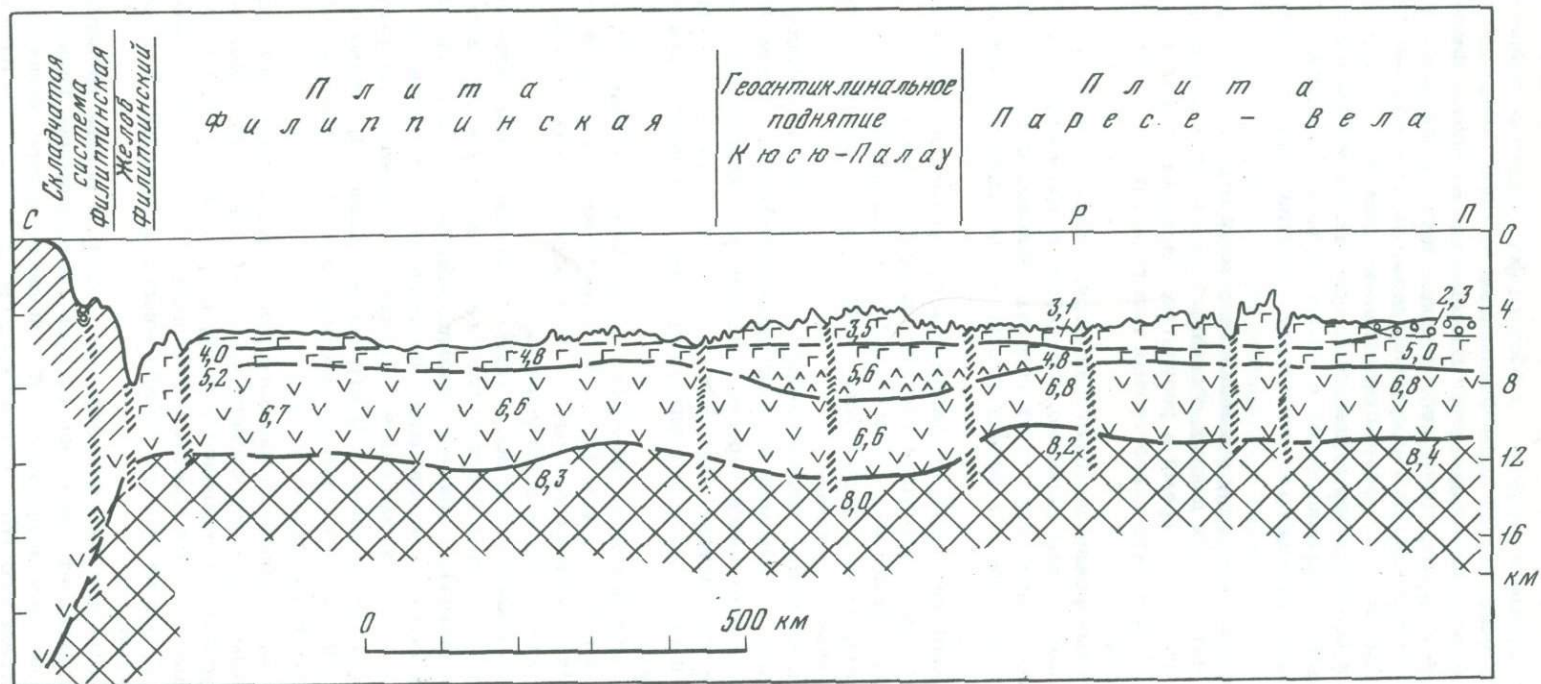 Складчатая
система
филиппинская
Желоб
филиппинский
Плита
Филиппинская
Геоантиклинальное
поднятие
Кюсю-Палау
Плита
Паресе-Вела
С
Р
П
0
4
8
12
16
км
2,3
3,1
3,5
4,0
4,8
4,8
5,0
5,2
5,6
6,7
6,6
6,6
6,8
6,8
8,3
8,0
8,2
8,4
0 500 км